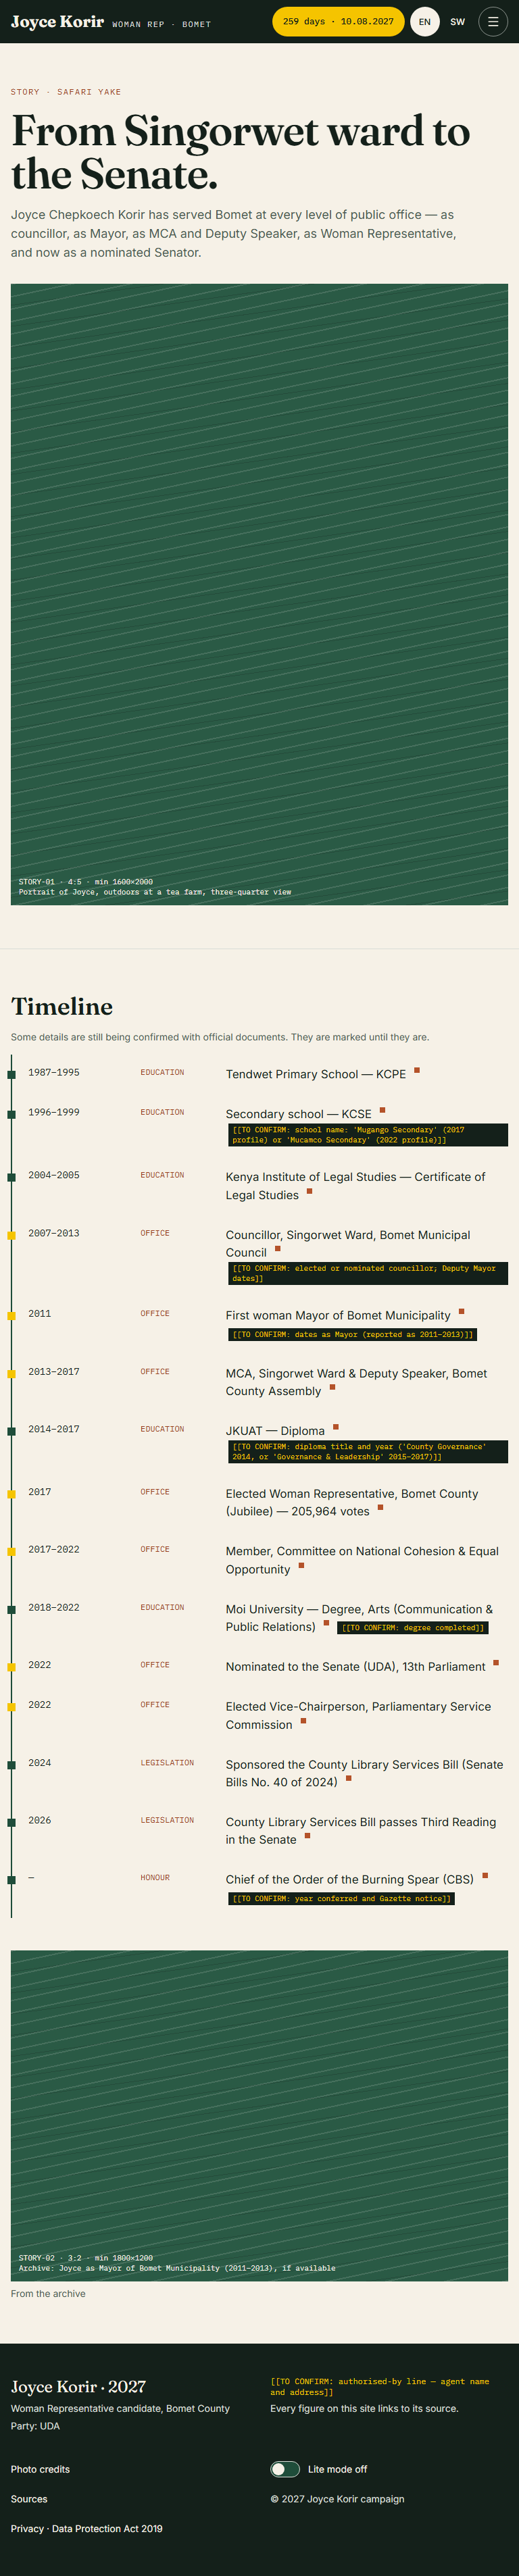 Joyce Korir WOMAN REP · BOMET 259 days · 10.08.2027 EN SW
STORY · SAFARI YAKE
From Singorwet ward to
the Senate.
Joyce Chepkoech Korir has served Bomet at every level of public office — as
councillor, as Mayor, as MCA and Deputy Speaker, as Woman Representative,
and now as a nominated Senator.
STORY-01 · 4:5 · min 1600×2000
Portrait of Joyce, outdoors at a tea farm, three-quarter view
Timeline
Some details are still being confirmed with official documents. They are marked until they are.
1987–1995 EDUCATION Tendwet Primary School — KCPE
1996–1999 EDUCATION Secondary school — KCSE
[[TO CONFIRM: school name: 'Mugango Secondary' (2017
profile) or 'Mucamco Secondary' (2022 profile)]]
2004–2005 EDUCATION Kenya Institute of Legal Studies — Certificate of
Legal Studies
2007–2013 OFFICE Councillor, Singorwet Ward, Bomet Municipal
Council
[[TO CONFIRM: elected or nominated councillor; Deputy Mayor
dates]]
2011 OFFICE First woman Mayor of Bomet Municipality
[[TO CONFIRM: dates as Mayor (reported as 2011–2013)]]
2013–2017 OFFICE MCA, Singorwet Ward & Deputy Speaker, Bomet
County Assembly
2014–2017 EDUCATION JKUAT — Diploma
[[TO CONFIRM: diploma title and year ('County Governance'
2014, or 'Governance & Leadership' 2015–2017)]]
2017 OFFICE Elected Woman Representative, Bomet County
(Jubilee) — 205,964 votes
2017–2022 OFFICE Member, Committee on National Cohesion & Equal
Opportunity
2018–2022 EDUCATION Moi University — Degree, Arts (Communication &
Public Relations) [[TO CONFIRM: degree completed]]
2022 OFFICE Nominated to the Senate (UDA), 13th Parliament
2022 OFFICE Elected Vice-Chairperson, Parliamentary Service
Commission
2024 LEGISLATION Sponsored the County Library Services Bill (Senate
Bills No. 40 of 2024)
2026 LEGISLATION County Library Services Bill passes Third Reading
in the Senate
— HONOUR Chief of the Order of the Burning Spear (CBS)
[[TO CONFIRM: year conferred and Gazette notice]]
STORY-02 · 3:2 · min 1800×1200
Archive: Joyce as Mayor of Bomet Municipality (2011–2013), if available
From the archive
Joyce Korir · 2027
Woman Representative candidate, Bomet County
Party: UDA
[[TO CONFIRM: authorised-by line — agent name
and address]]
Every figure on this site links to its source.
Photo credits
Sources
Privacy · Data Protection Act 2019
Lite mode off
© 2027 Joyce Korir campaign